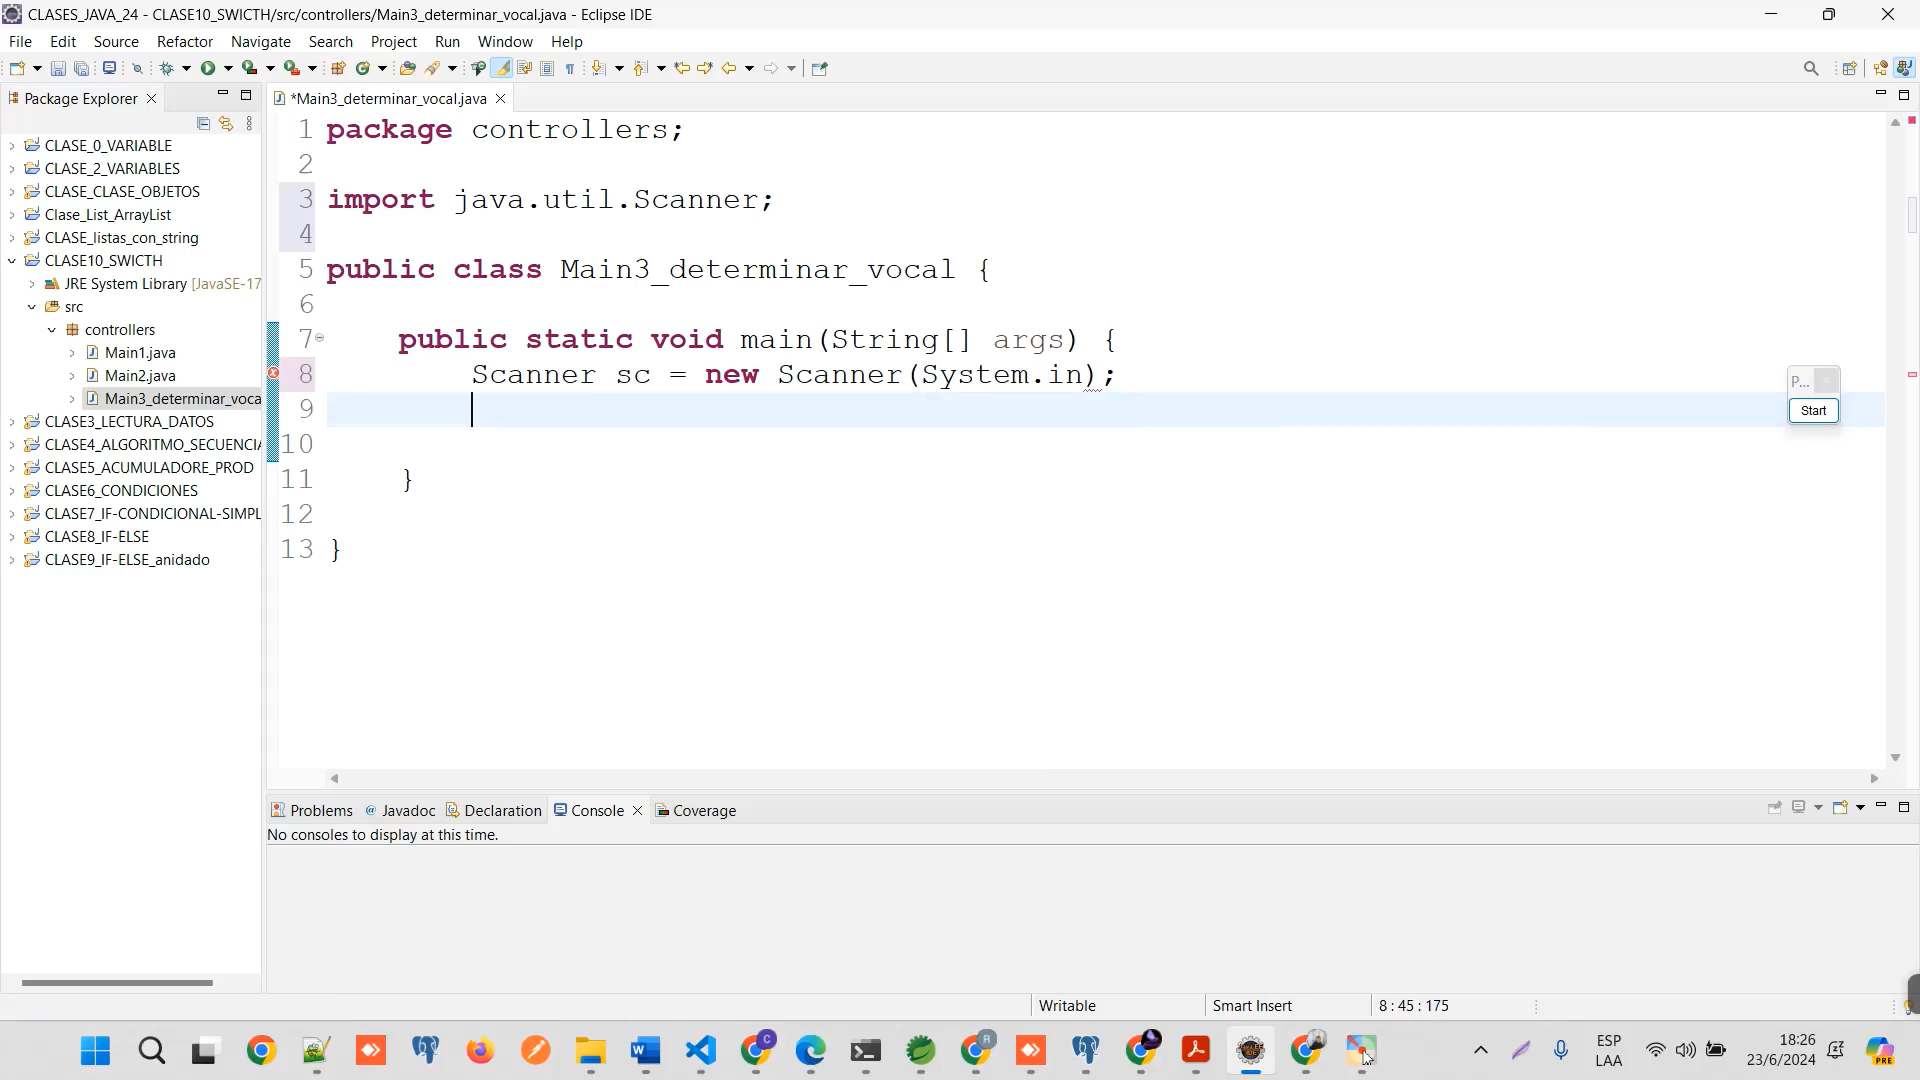 CLASES_JAVA_24 - CLASE10_SWICTH/src/controllers/Main3_determinar_vocal.java - Eclipse IDE
File Edit Source Refactor Navigate Search Project Run Window Help
Package Explorer
*Main3_determinar_vocal.java
CLASE_0_VARIABLE
CLASE_2_VARIABLES
CLASE_CLASE_OBJETOS
Clase_List_ArrayList
CLASE_listas_con_string
CLASE10_SWICTH
JRE System Library [JavaSE-17
src
controllers
Main1.java
Main2.java
Main3_determinar_voca
CLASE3_LECTURA_DATOS
CLASE4_ALGORITMO_SECUENCIA
CLASE5_ACUMULADORE_PROD
CLASE6_CONDICIONES
CLASE7_IF-CONDICIONAL-SIMPL
CLASE8_IF-ELSE
CLASE9_IF-ELSE_anidado
1 package controllers;
2
3 import java.util.Scanner;
4
5 public class Main3_determinar_vocal {
6
7 public static void main(String[] args) {
8 Scanner sc = new Scanner(System.in);
9
10
11 }
12
13 }
P...
Start
Problems Javadoc Declaration Console Coverage
No consoles to display at this time.
Writable Smart Insert 8 : 45 : 175
ESP
LAA
18:26
23/6/2024
PRE